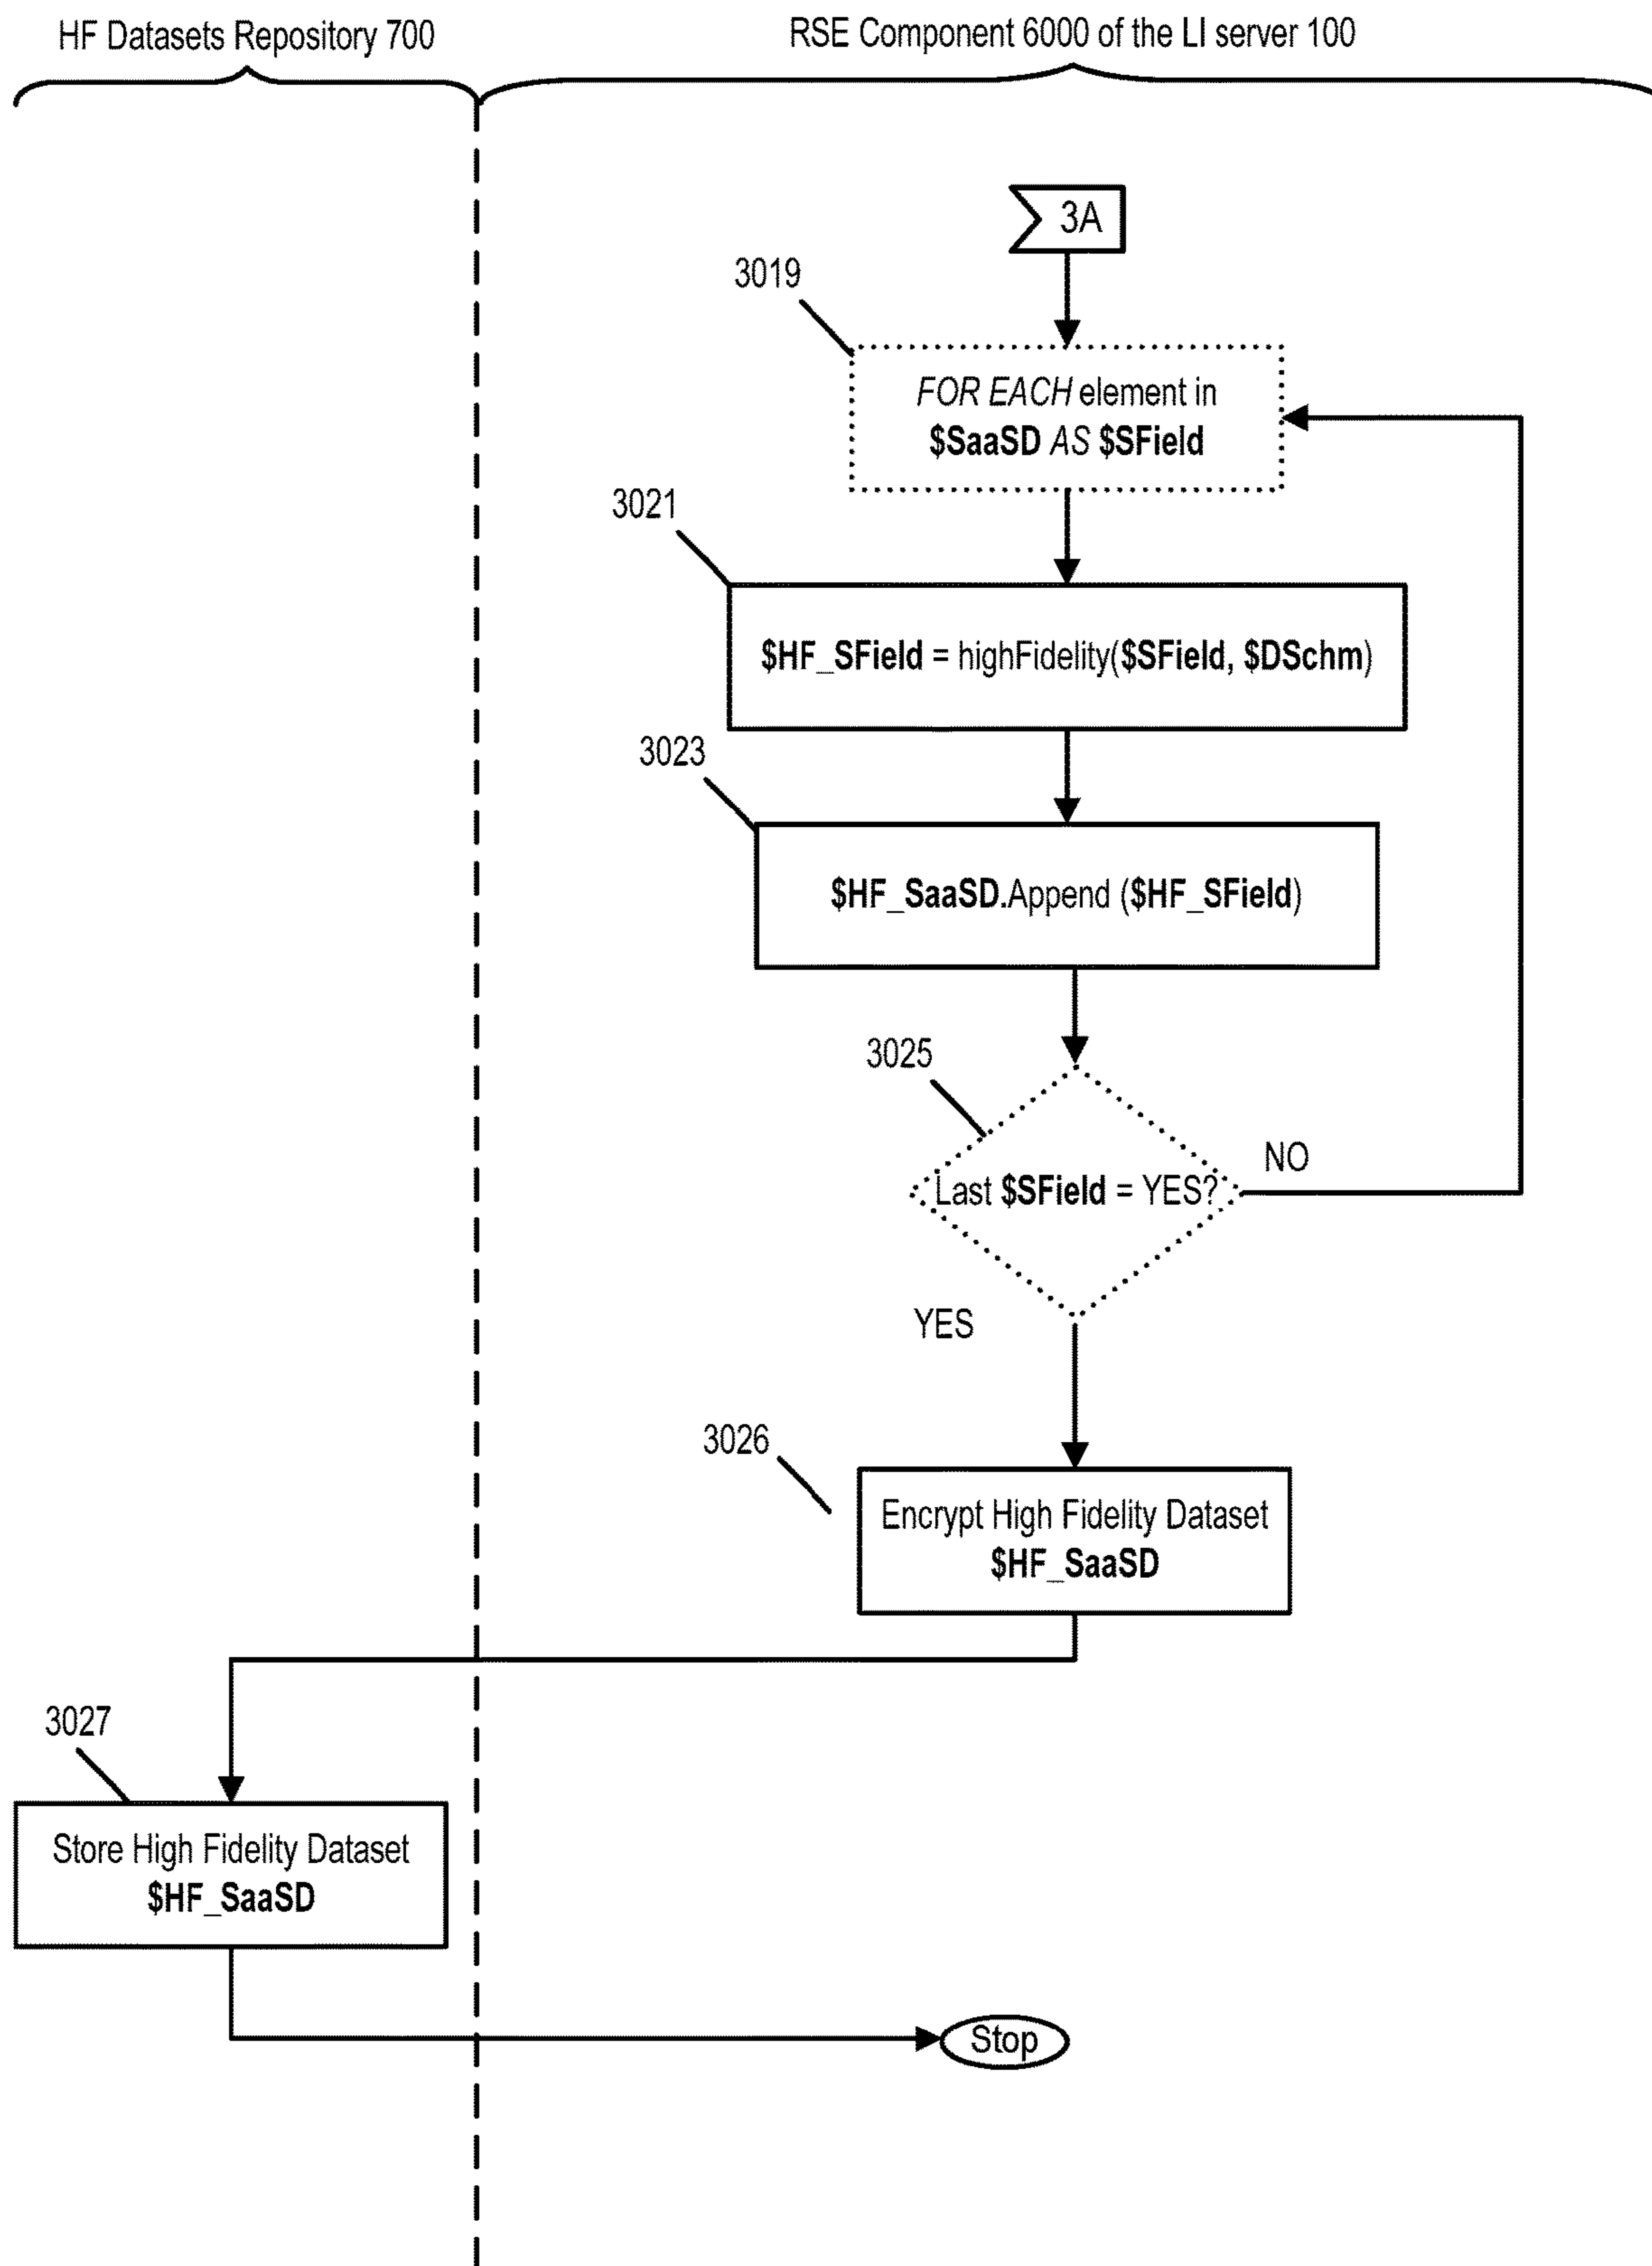 HF Datasets Repository 700
RSE Component 6000 of the LI server 100
3A
3019
FOR EACH element in
$SaaSD AS $SField
3021
$HF_SField = highFidelity($SField, $DSchm)
3023
$HF_SaaSD.Append ($HF_SField)
3025
Last $SField = YES?
NO
YES
3026
Encrypt High Fidelity Dataset
$HF_SaaSD
3027
Store High Fidelity Dataset
$HF_SaaSD
Stop